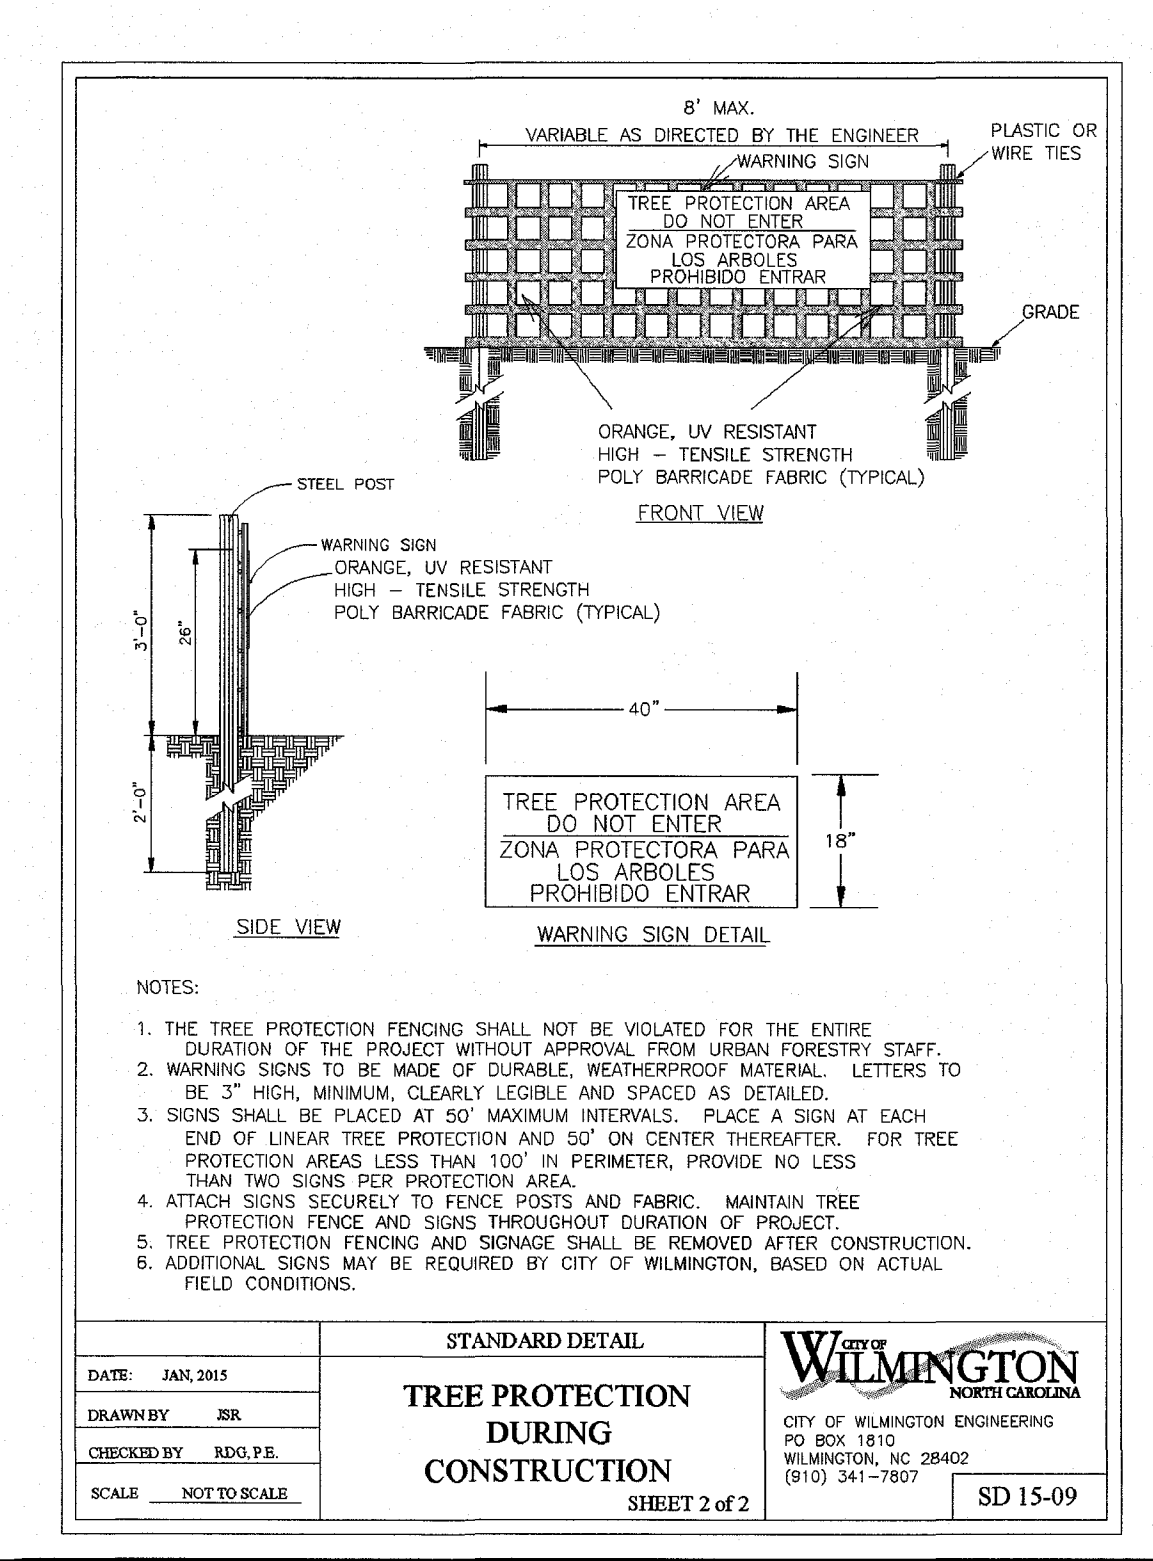 8' MAX.
VARIABLE AS DIRECTED BY THE ENGINEER
PLASTIC OR
WIRE TIES
WARNING SIGN
TREE PROTECTION AREA
DO NOT ENTER
ZONA PROTECTORA PARA
LOS ARBOLES
PROHIBIDO ENTRAR
GRADE
ORANGE, UV RESISTANT
HIGH – TENSILE STRENGTH
POLY BARRICADE FABRIC (TYPICAL)
FRONT VIEW
STEEL POST
WARNING SIGN
ORANGE, UV RESISTANT
HIGH – TENSILE STRENGTH
POLY BARRICADE FABRIC (TYPICAL)
3'-0"
26"
2'-0"
SIDE VIEW
40"
TREE PROTECTION AREA
DO NOT ENTER
ZONA PROTECTORA PARA
LOS ARBOLES
PROHIBIDO ENTRAR
18"
WARNING SIGN DETAIL
NOTES:
1. THE TREE PROTECTION FENCING SHALL NOT BE VIOLATED FOR THE ENTIRE
DURATION OF THE PROJECT WITHOUT APPROVAL FROM URBAN FORESTRY STAFF.
2. WARNING SIGNS TO BE MADE OF DURABLE, WEATHERPROOF MATERIAL. LETTERS TO
BE 3" HIGH, MINIMUM, CLEARLY LEGIBLE AND SPACED AS DETAILED.
3. SIGNS SHALL BE PLACED AT 50' MAXIMUM INTERVALS. PLACE A SIGN AT EACH
END OF LINEAR TREE PROTECTION AND 50' ON CENTER THEREAFTER. FOR TREE
PROTECTION AREAS LESS THAN 100' IN PERIMETER, PROVIDE NO LESS
THAN TWO SIGNS PER PROTECTION AREA.
4. ATTACH SIGNS SECURELY TO FENCE POSTS AND FABRIC. MAINTAIN TREE
PROTECTION FENCE AND SIGNS THROUGHOUT DURATION OF PROJECT.
5. TREE PROTECTION FENCING AND SIGNAGE SHALL BE REMOVED AFTER CONSTRUCTION.
6. ADDITIONAL SIGNS MAY BE REQUIRED BY CITY OF WILMINGTON, BASED ON ACTUAL
FIELD CONDITIONS.
DATE: JAN, 2015
DRAWN BY JSR
CHECKED BY RDG, P.E.
SCALE NOT TO SCALE
STANDARD DETAIL
TREE PROTECTION
DURING
CONSTRUCTION
SHEET 2 of 2
CITY OF
WILMINGTON
NORTH CAROLINA
CITY OF WILMINGTON ENGINEERING
PO BOX 1810
WILMINGTON, NC 28402
(910) 341-7807
SD 15-09